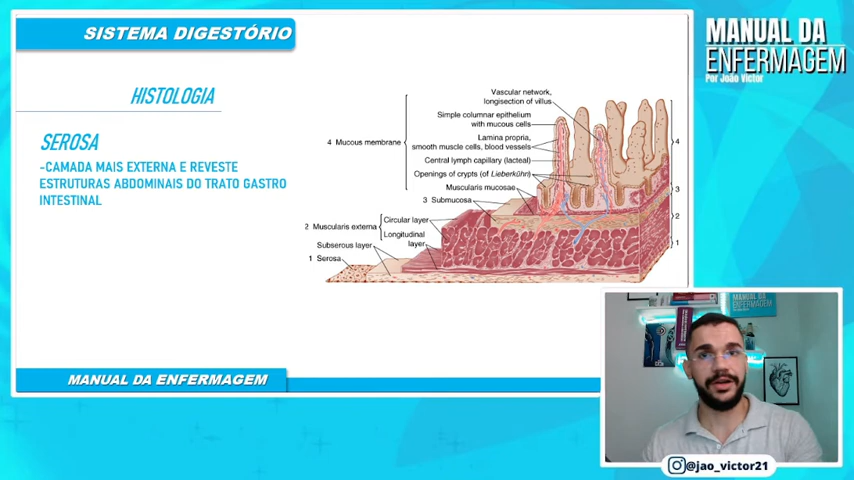 SISTEMA DIGESTÓRIO
MANUAL DA
ENFERMAGEM
Por João Victor
HISTOLOGIA
SEROSA
-CAMADA MAIS EXTERNA E REVESTE
ESTRUTURAS ABDOMINAIS DO TRATO GASTRO
INTESTINAL
Vascular network,
longisection of villus
Simple columnar epithelium
with mucous cells
4 Mucous membrane
Lamina propria,
smooth muscle cells, blood vessels
Central lymph capillary (lacteal)
Openings of crypts (of Lieberkühn)
Muscularis mucosae
3 Submucosa
2 Muscularis externa
Circular layer
Longitudinal
layer
Subserous layer
1 Serosa
4
3
2
1
MANUAL DA ENFERMAGEM
MANUAL DA
ENFERMAGEM
@jao_victor21